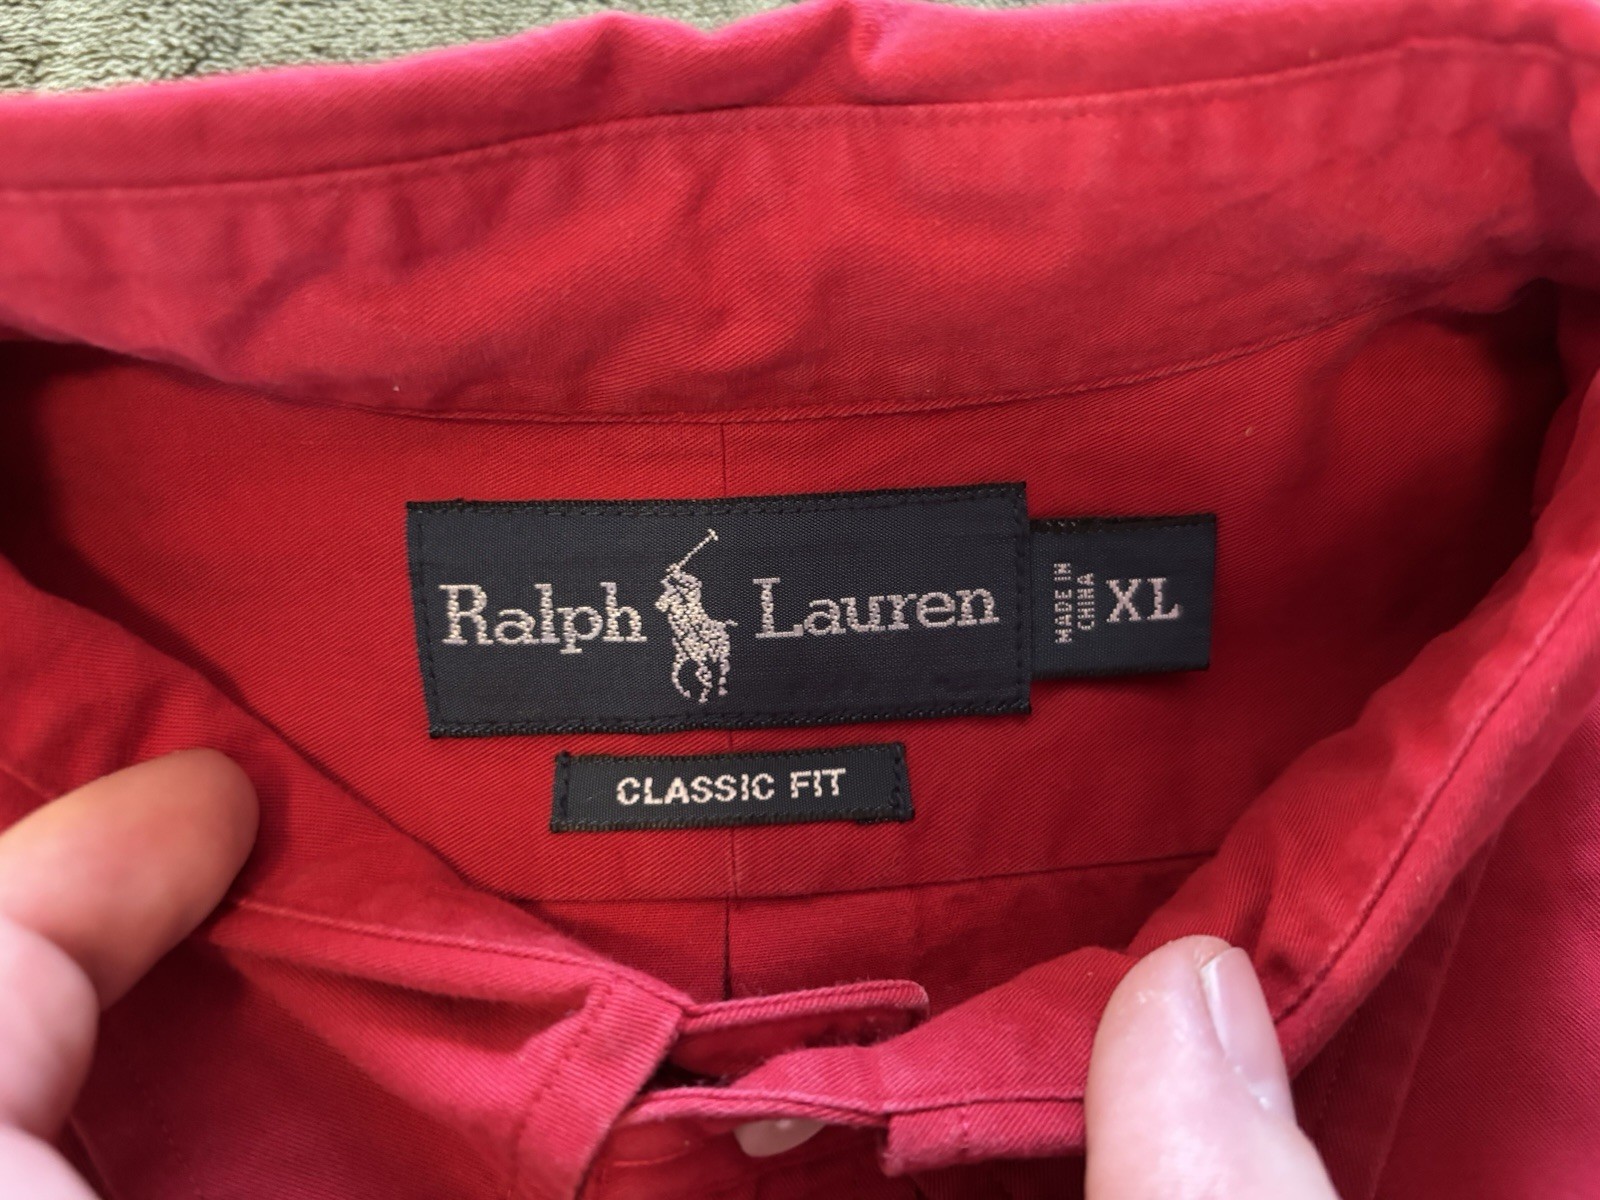 Ralph Lauren
MADE IN
CHINA
XL
CLASSIC FIT